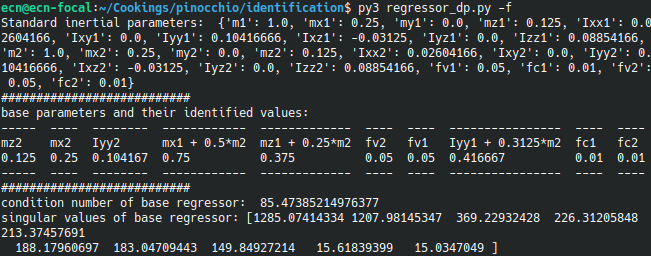 ecn@ecn-focal:~/Cookings/pinocchio/identification$ py3 regressor_dp.py -f
Standard inertial parameters:  {'m1': 1.0, 'mx1': 0.25, 'my1': 0.0, 'mz1': 0.125, 'Ixx1': 0.0
2604166, 'Ixy1': 0.0, 'Iyy1': 0.10416666, 'Ixz1': -0.03125, 'Iyz1': 0.0, 'Izz1': 0.08854166,
'm2': 1.0, 'mx2': 0.25, 'my2': 0.0, 'mz2': 0.125, 'Ixx2': 0.02604166, 'Ixy2': 0.0, 'Iyy2': 0.
10416666, 'Ixz2': -0.03125, 'Iyz2': 0.0, 'Izz2': 0.08854166, 'fv1': 0.05, 'fc1': 0.01, 'fv2':
 0.05, 'fc2': 0.01}
###########################
base parameters and their identified values:
-----  ----  --------  -------------  -------------  ----  ----  ------------------  ----  ----
mz2    mx2   Iyy2      mx1 + 0.5*m2   mz1 + 0.25*m2  fv2   fv1   Iyy1 + 0.3125*m2    fc1   fc2
0.125  0.25  0.104167  0.75           0.375          0.05  0.05  0.416667            0.01  0.01
-----  ----  --------  -------------  -------------  ----  ----  ------------------  ----  ----
###########################
condition number of base regressor:  85.47385214976377
singular values of base regressor: [1285.07414334 1207.98145347  369.22932428  226.31205848
213.37457691
  188.17960697  183.04709443  149.84927214   15.61839399   15.0347049 ]